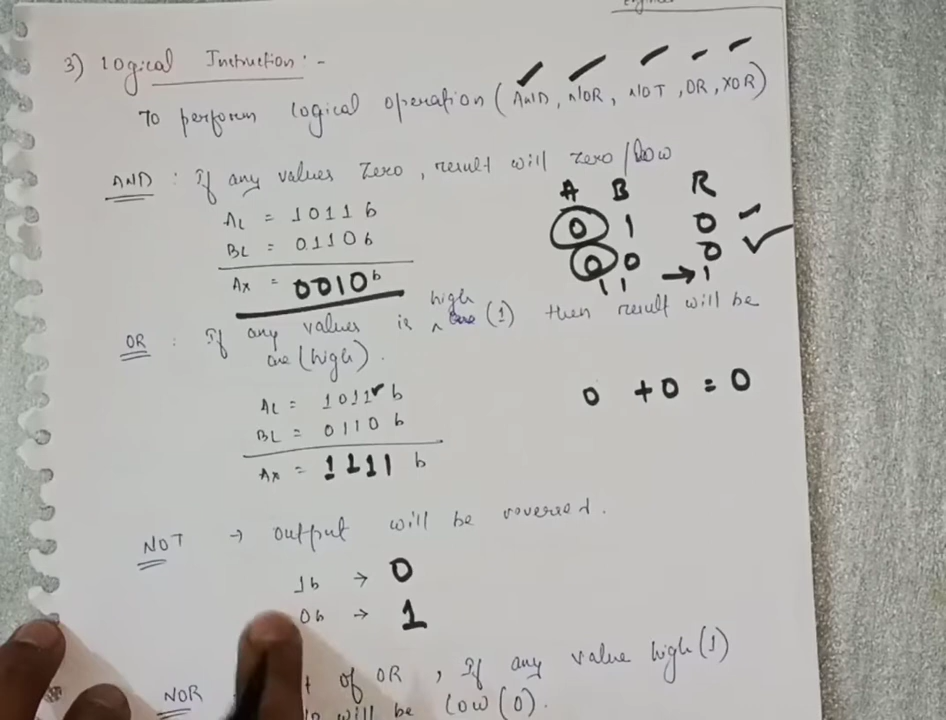 3) Logical Instruction :-
To perform logical operation ( AND, NOR, NOT, OR, XOR)
AND : If any values Zero, result will zero / low
A B R
AL = 1011 b
0 1 0
BL = 0110 b
0 0 0
AX = 0010 b
1 1 → 1
OR : If any values is high (1) then result will be
one (high).
0 + 0 = 0
AL = 1011 b
BL = 0110 b
AX = 1111 b
NOT → output will be revered.
1b → 0
0b → 1
NOR of OR, If any value high (1)
will be low (0).